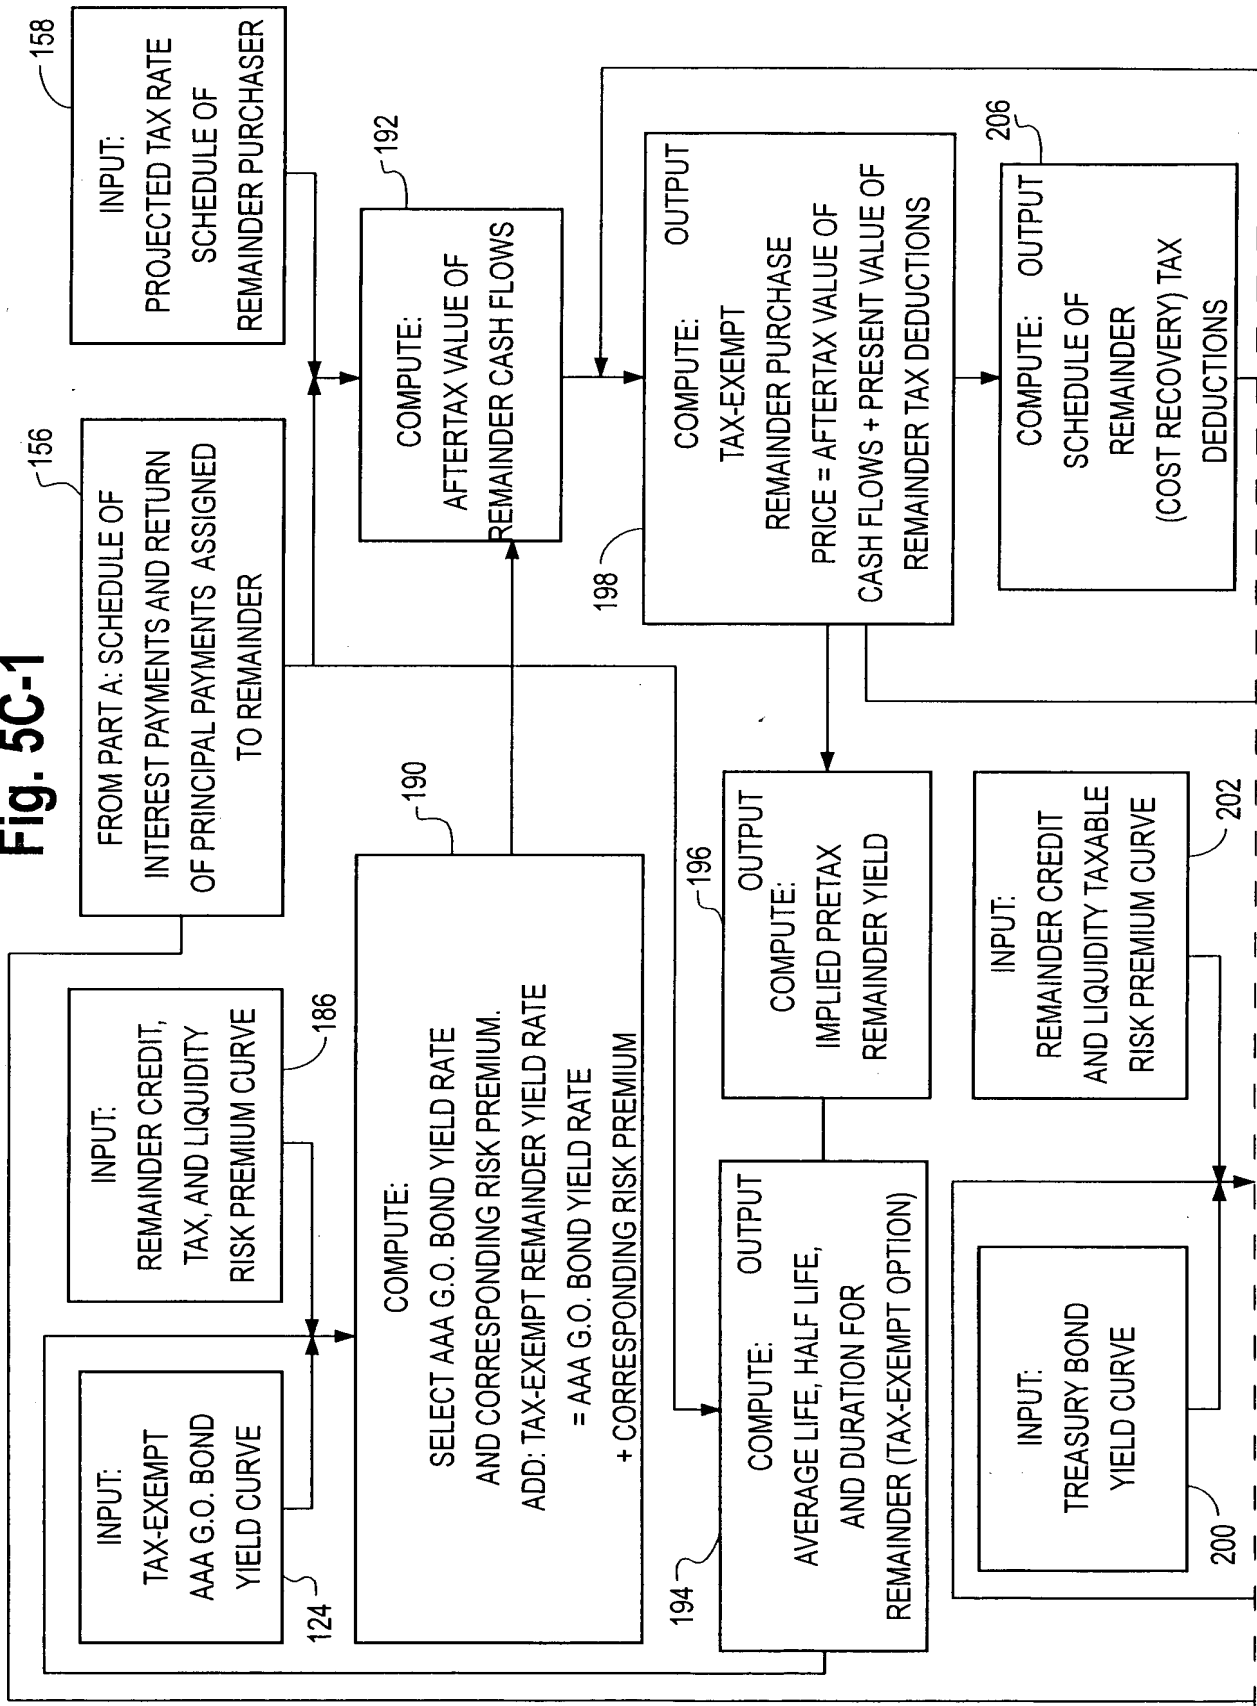 Fig. 5C-1
INPUT:
TAX-EXEMPT
AAA G.O. BOND
YIELD CURVE
124
INPUT:
REMAINDER CREDIT,
TAX, AND LIQUIDITY
RISK PREMIUM CURVE
186
FROM PART A: SCHEDULE OF
INTEREST PAYMENTS AND RETURN
OF PRINCIPAL PAYMENTS ASSIGNED
TO REMAINDER
156
INPUT:
PROJECTED TAX RATE
SCHEDULE OF
REMAINDER PURCHASER
158
COMPUTE:
SELECT AAA G.O. BOND YIELD RATE
AND CORRESPONDING RISK PREMIUM.
ADD: TAX-EXEMPT REMAINDER YIELD RATE
= AAA G.O. BOND YIELD RATE
+ CORRESPONDING RISK PREMIUM
190
COMPUTE:
AFTERTAX VALUE OF
REMAINDER CASH FLOWS
192
COMPUTE: OUTPUT
AVERAGE LIFE, HALF LIFE,
AND DURATION FOR
REMAINDER (TAX-EXEMPT OPTION)
194
OUTPUT
COMPUTE:
IMPLIED PRETAX
REMAINDER YIELD
196
COMPUTE: OUTPUT
TAX-EXEMPT
REMAINDER PURCHASE
PRICE = AFTERTAX VALUE OF
CASH FLOWS + PRESENT VALUE OF
REMAINDER TAX DEDUCTIONS
198
INPUT:
TREASURY BOND
YIELD CURVE
200
INPUT:
REMAINDER CREDIT
AND LIQUIDITY TAXABLE
RISK PREMIUM CURVE
202
COMPUTE: OUTPUT
SCHEDULE OF
REMAINDER
(COST RECOVERY) TAX
DEDUCTIONS
206